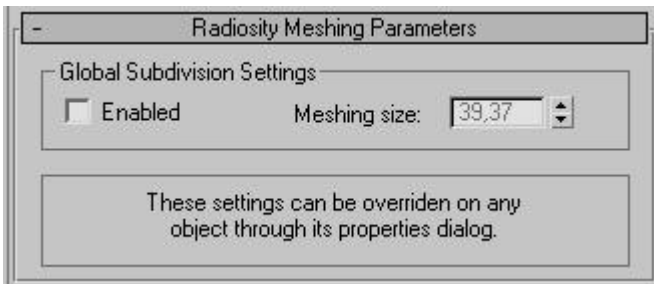 - Radiosity Meshing Parameters
Global Subdivision Settings
Enabled Meshing size: 39,37
These settings can be overriden on any
object through its properties dialog.